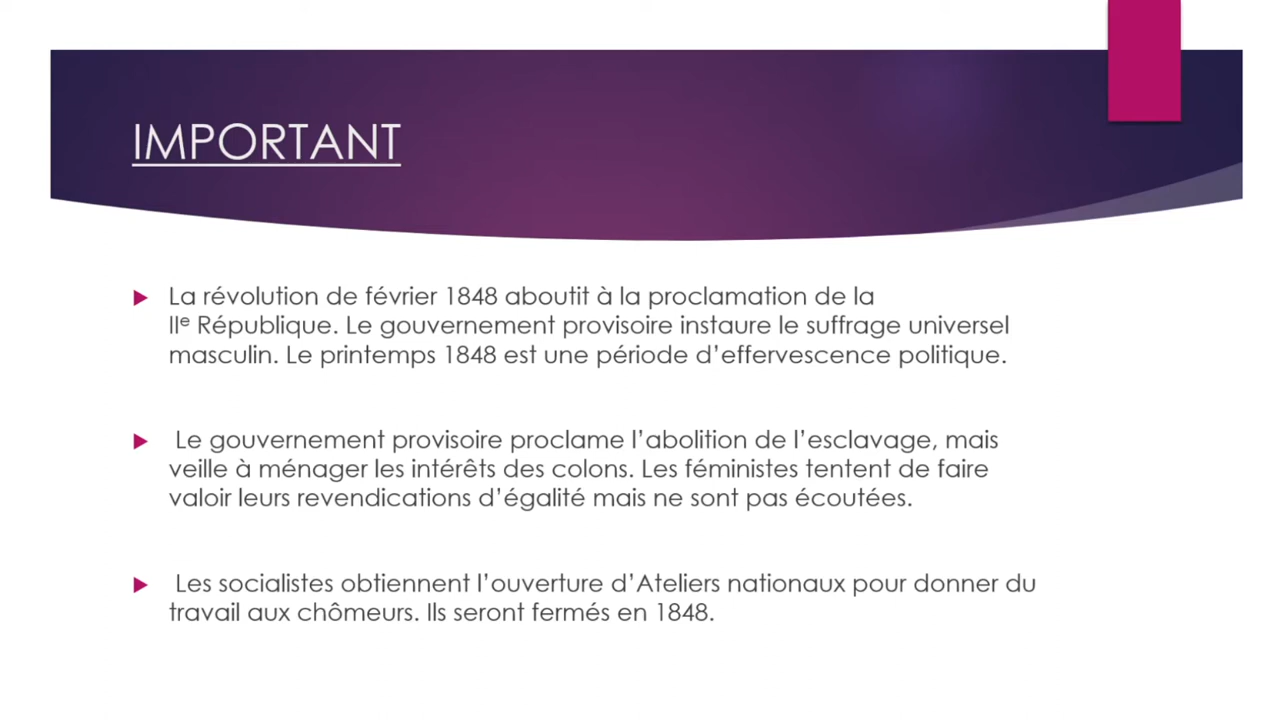 IMPORTANT
La révolution de février 1848 aboutit à la proclamation de la
IIe République. Le gouvernement provisoire instaure le suffrage universel
masculin. Le printemps 1848 est une période d’effervescence politique.
Le gouvernement provisoire proclame l’abolition de l’esclavage, mais
veille à ménager les intérêts des colons. Les féministes tentent de faire
valoir leurs revendications d’égalité mais ne sont pas écoutées.
Les socialistes obtiennent l’ouverture d’Ateliers nationaux pour donner du
travail aux chômeurs. Ils seront fermés en 1848.